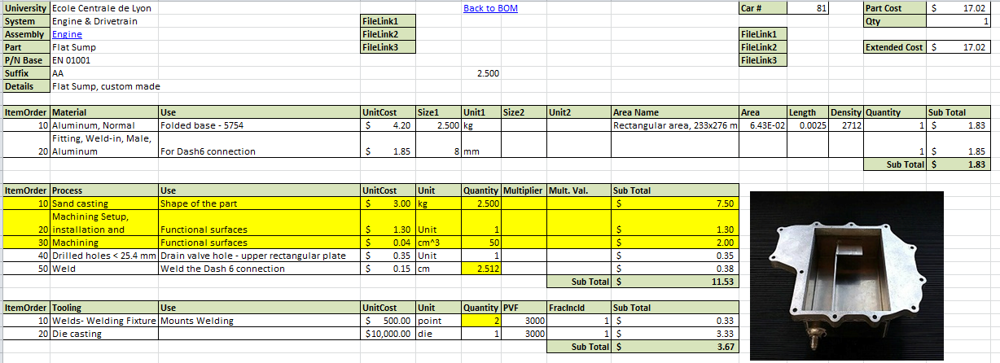 University Ecole Centrale de Lyon Back to BOM Car # 81 Part Cost $ 17.02
System Engine & Drivetrain FileLink1 Qty 1
Assembly Engine FileLink2 FileLink1
Part Flat Sump FileLink3 FileLink2 Extended Cost $ 17.02
P/N Base EN 01001 FileLink3
Suffix AA 2.500
Details Flat Sump, custom made
ItemOrder Material Use UnitCost Size1 Unit1 Size2 Unit2 Area Name Area Length Density Quantity Sub Total
10 Aluminum, Normal Folded base - 5754 $ 4.20 2.500 kg Rectangular area, 233x276 m 6.43E-02 0.0025 2712 1 $ 1.83
Fitting, Weld-in, Male,
20 Aluminum For Dash6 connection $ 1.85 8 mm 1 $ 1.85
Sub Total $ 1.83
ItemOrder Process Use UnitCost Unit Quantity Multiplier Mult. Val. Sub Total
10 Sand casting Shape of the part $ 3.00 kg 2.500 $ 7.50
Machining Setup,
20 installation and Functional surfaces $ 1.30 Unit 1 $ 1.30
30 Machining Functional surfaces $ 0.04 cm^3 50 $ 2.00
40 Drilled holes < 25.4 mm Drain valve hole - upper rectangular plate $ 0.35 Unit 1 $ 0.35
50 Weld Weld the Dash 6 connection $ 0.15 cm 2.512 $ 0.38
Sub Total $ 11.53
ItemOrder Tooling Use UnitCost Unit Quantity PVF FracIncld Sub Total
10 Welds- Welding Fixture Mounts Welding $ 500.00 point 2 3000 1 $ 0.33
20 Die casting $10,000.00 die 1 3000 1 $ 3.33
Sub Total $ 3.67